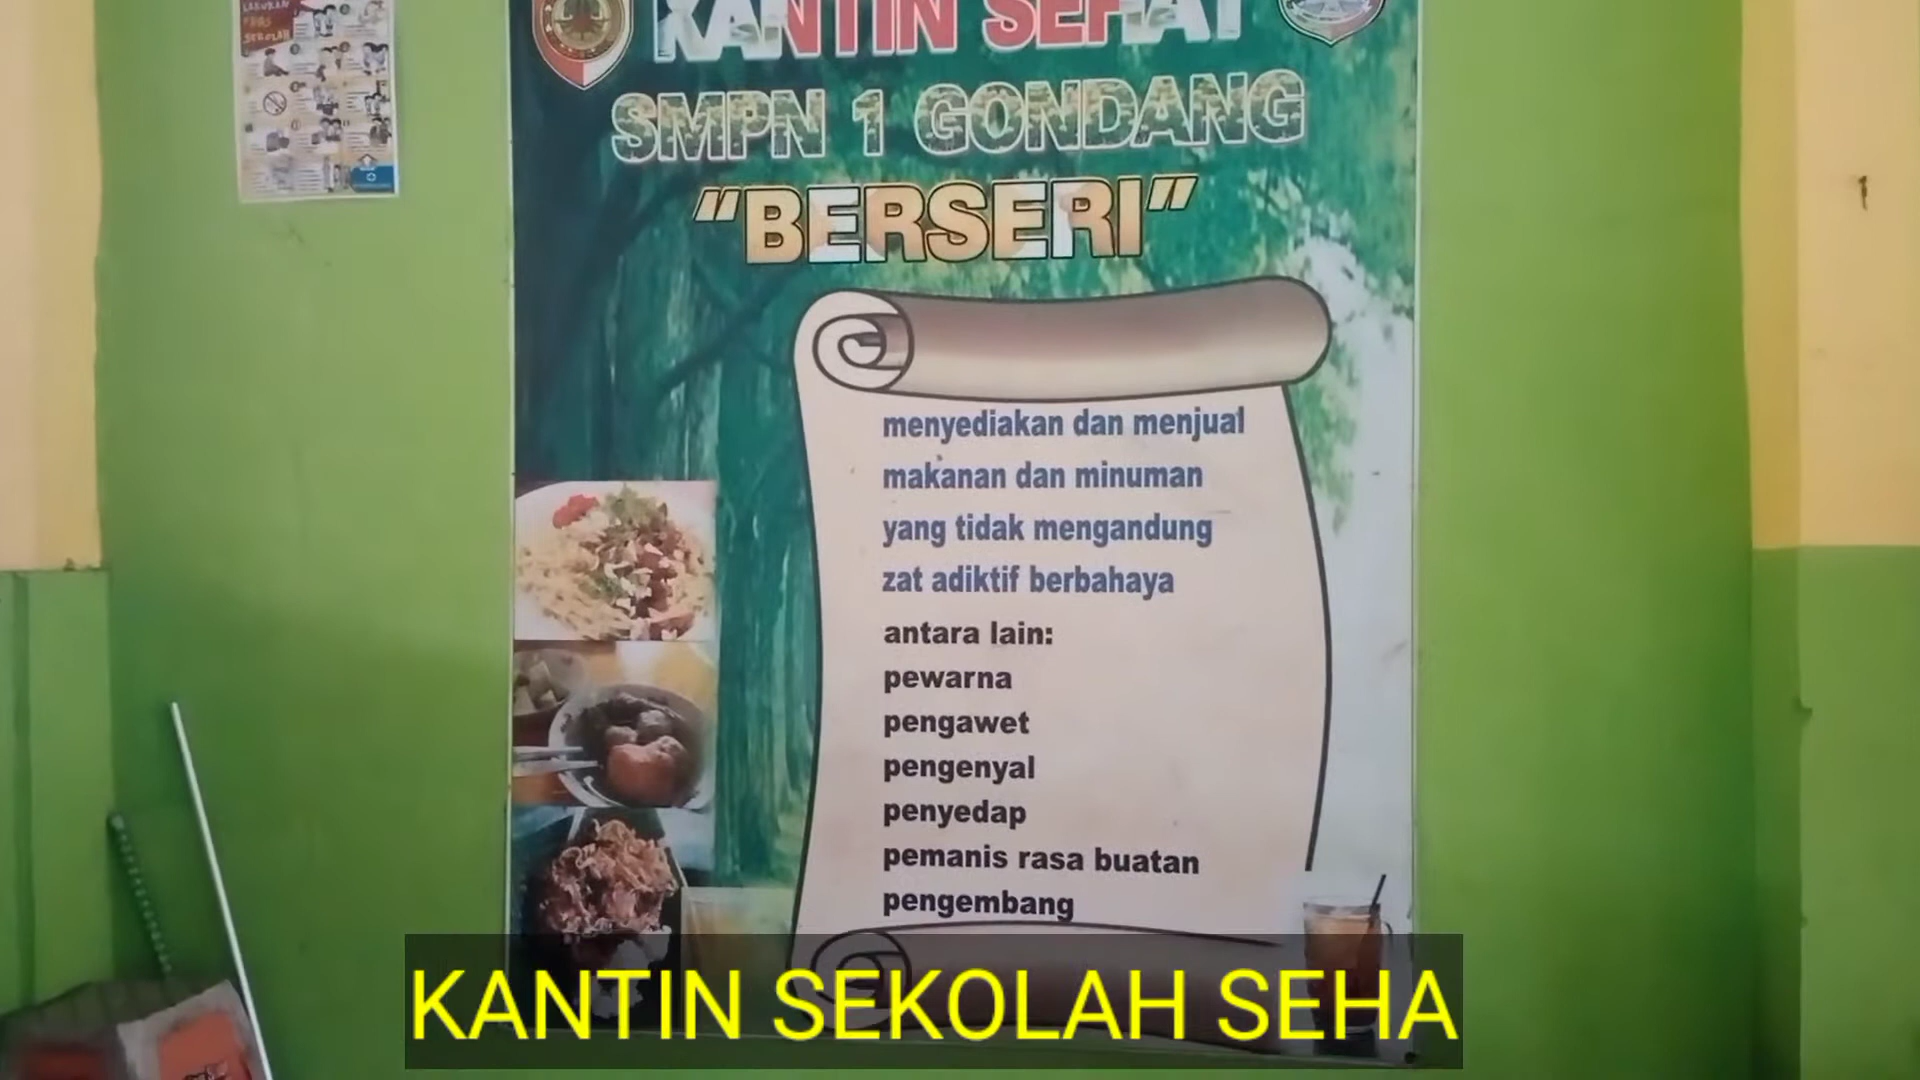 SEKOLAH
KANTIN SEHAT
SMPN 1 GONDANG
"BERSERI"
menyediakan dan menjual
makanan dan minuman
yang tidak mengandung
zat adiktif berbahaya
antara lain:
pewarna
pengawet
pengenyal
penyedap
pemanis rasa buatan
pengembang
KANTIN SEKOLAH SEHA